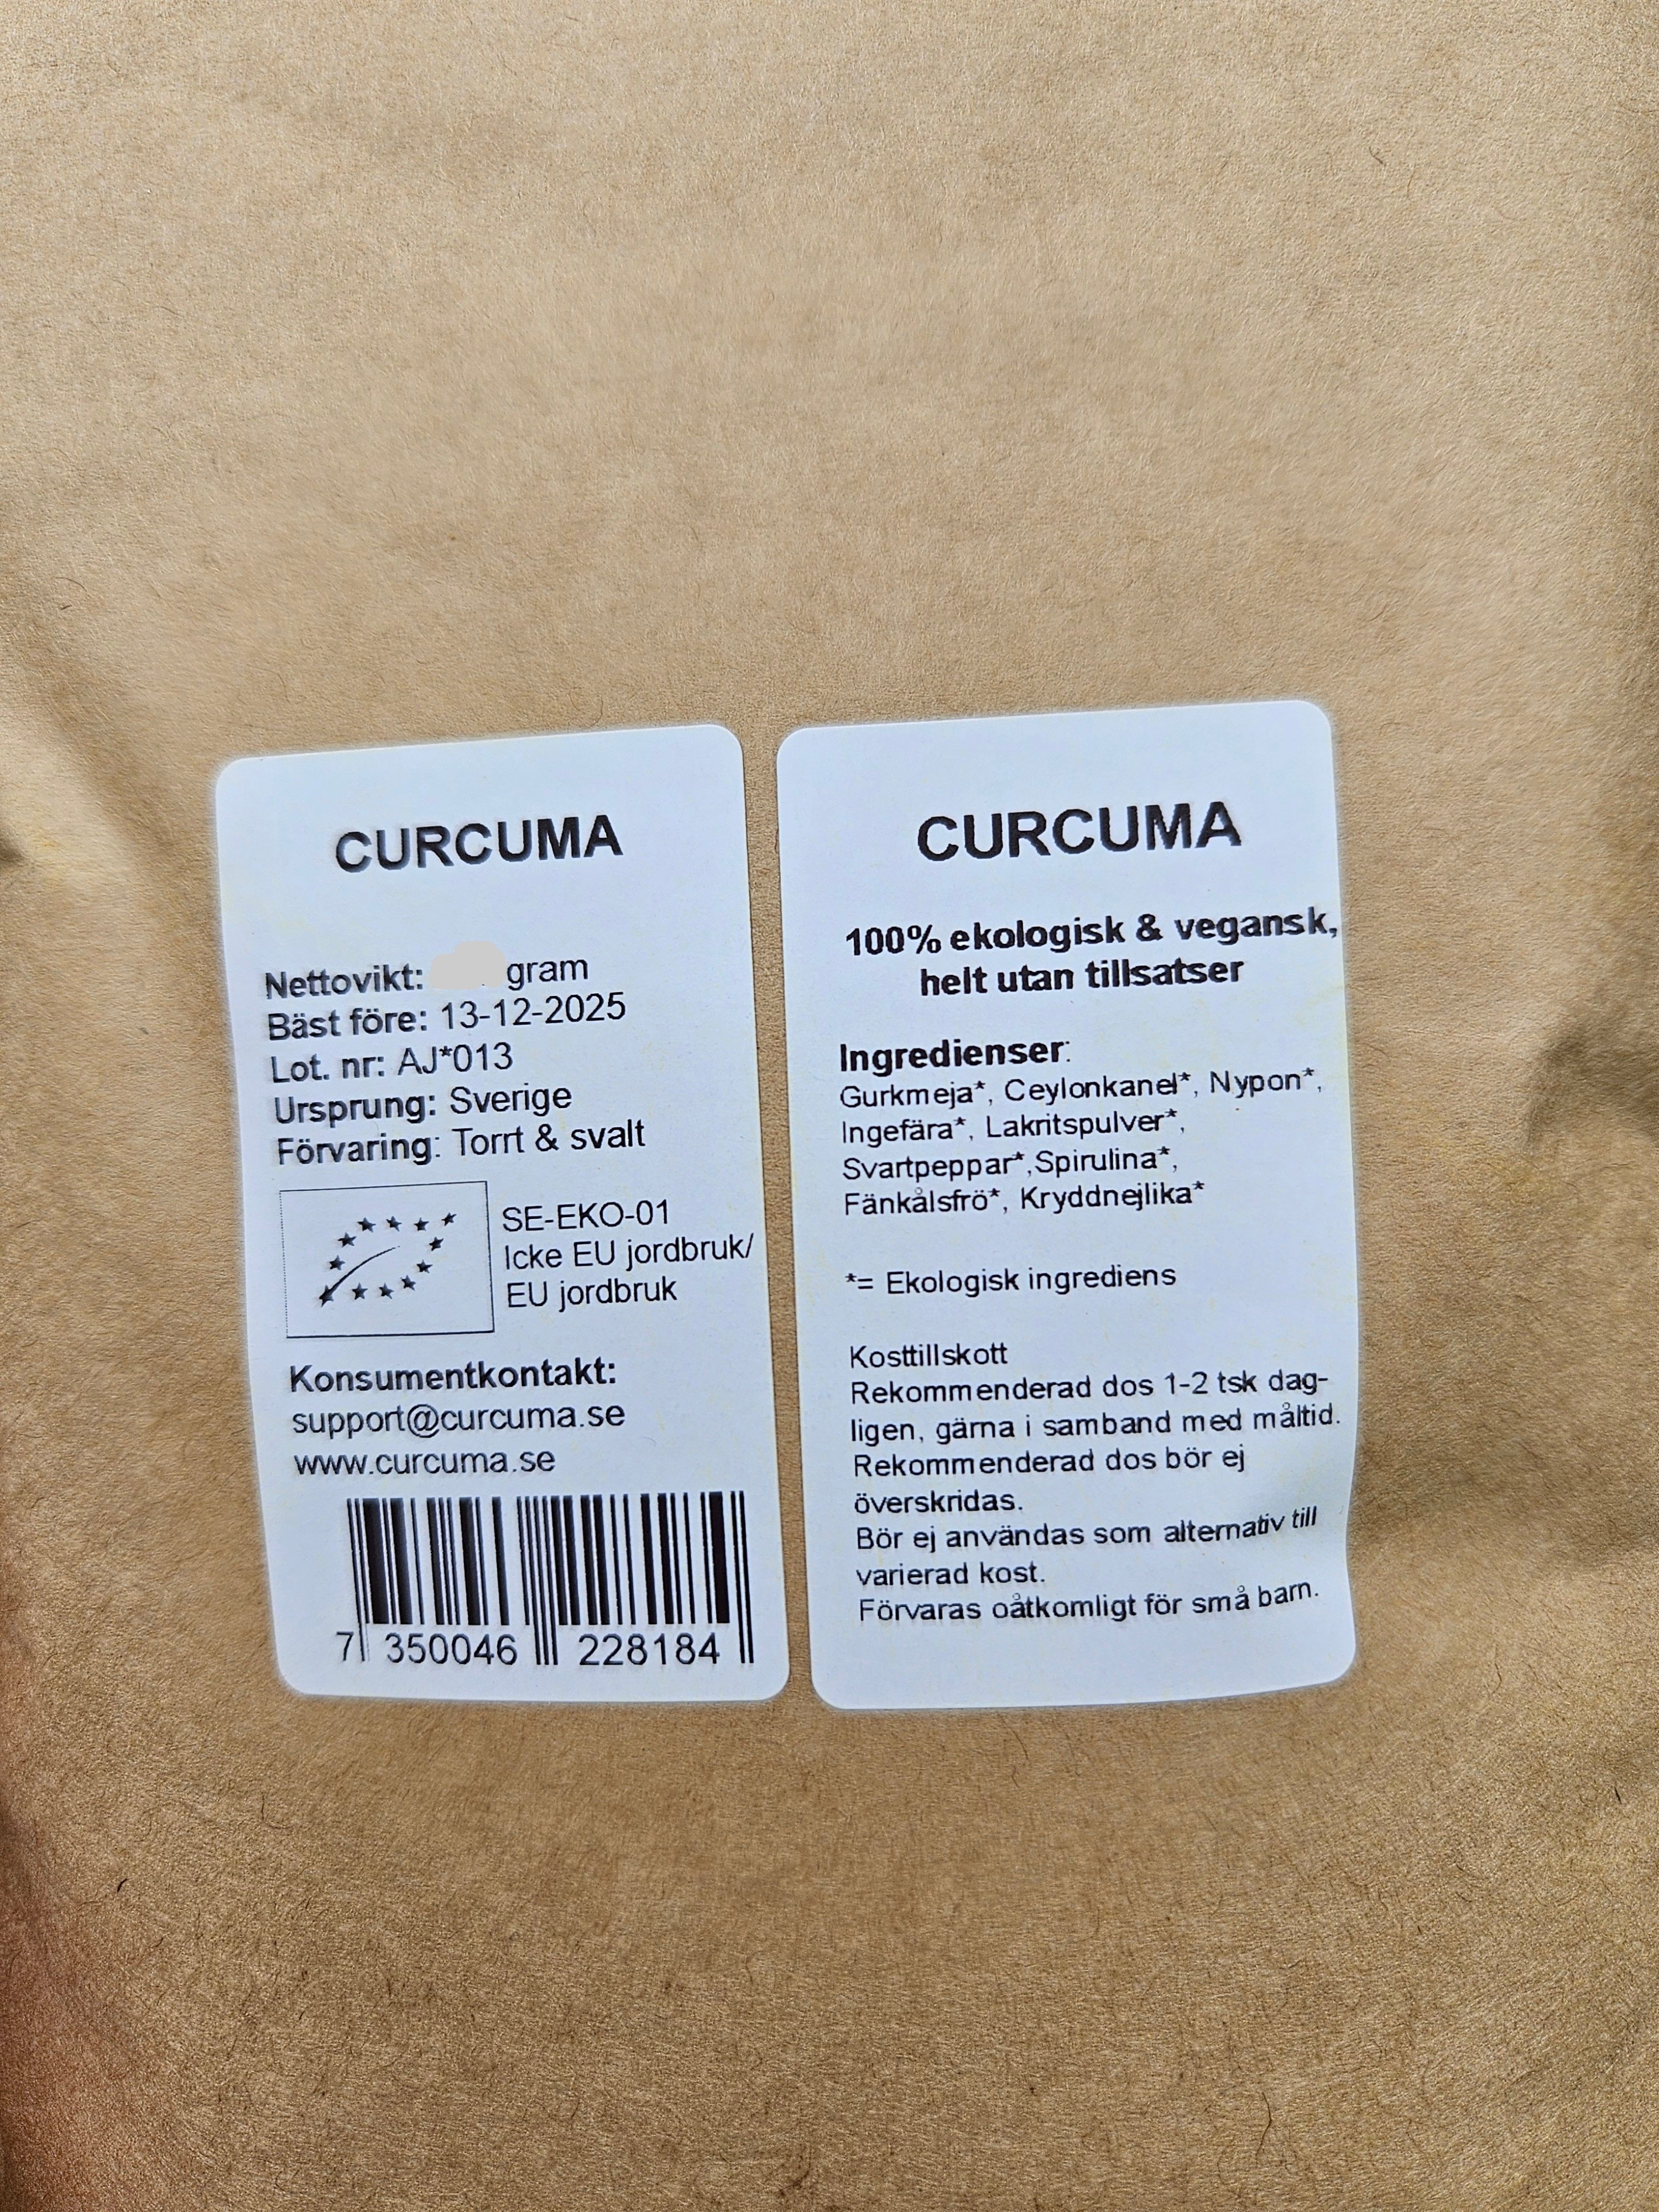 CURCUMA
Nettovikt: gram
Bäst före: 13-12-2025
Lot. nr: AJ*013
Ursprung: Sverige
Förvaring: Torrt & svalt
SE-EKO-01
Icke EU jordbruk/
EU jordbruk
Konsumentkontakt:
support@curcuma.se
www.curcuma.se
7 350046 228184
CURCUMA
100% ekologisk & vegansk,
helt utan tillsatser
Ingredienser:
Gurkmeja*, Ceylonkanel*, Nypon*,
Ingefära*, Lakritspulver*,
Svartpeppar*,Spirulina*,
Fänkålsfrö*, Kryddnejlika*
*= Ekologisk ingrediens
Kosttillskott
Rekommenderad dos 1-2 tsk dag-
ligen, gärna i samband med måltid.
Rekommenderad dos bör ej
överskridas.
Bör ej användas som alternativ till
varierad kost.
Förvaras oåtkomligt för små barn.